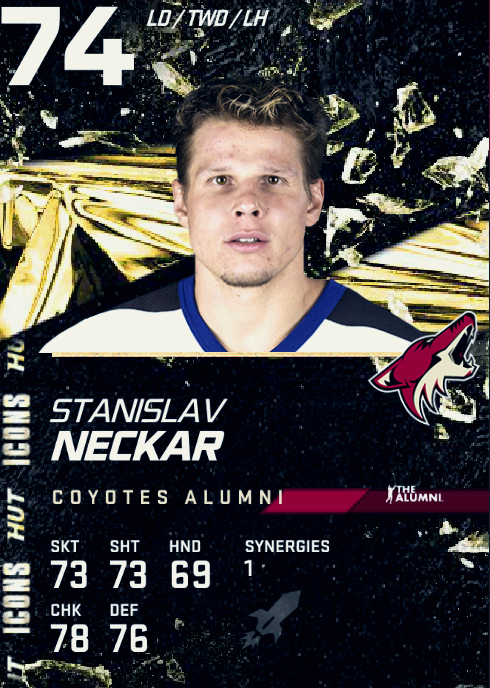 74
LD / TWD / LH
STANISLAV
NECKAR
COYOTES ALUMNI
THE
ALUMNI
SKT SHT HND SYNERGIES
73 73 69 1
CHK DEF
78 76
HUT
ICONS
HUT
ICONS